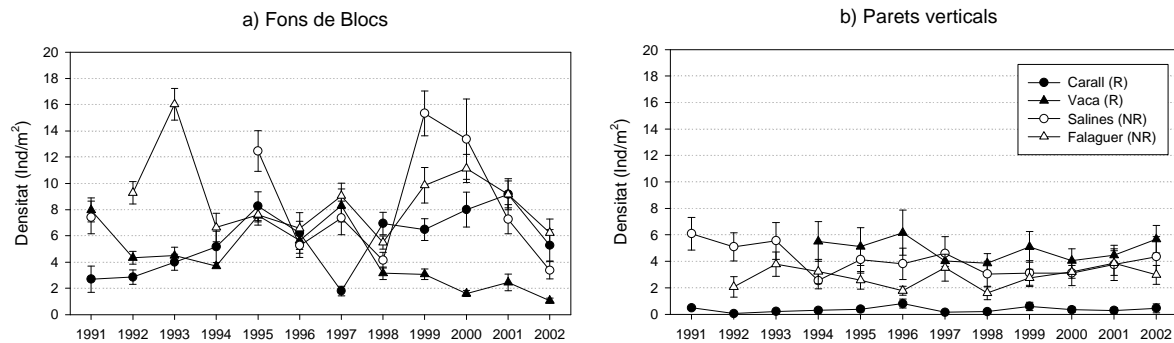 a) Fons de Blocs
Densitat (Ind/m²)
20
18
16
14
12
10
8
6
4
2
0
1991 1992 1993 1994 1995 1996 1997 1998 1999 2000 2001 2002
b) Parets verticals
Densitat (Ind/m²)
20
18
16
14
12
10
8
6
4
2
0
Carall (R)
Vaca (R)
Salines (NR)
Falaguer (NR)
1991 1992 1993 1994 1995 1996 1997 1998 1999 2000 2001 2002